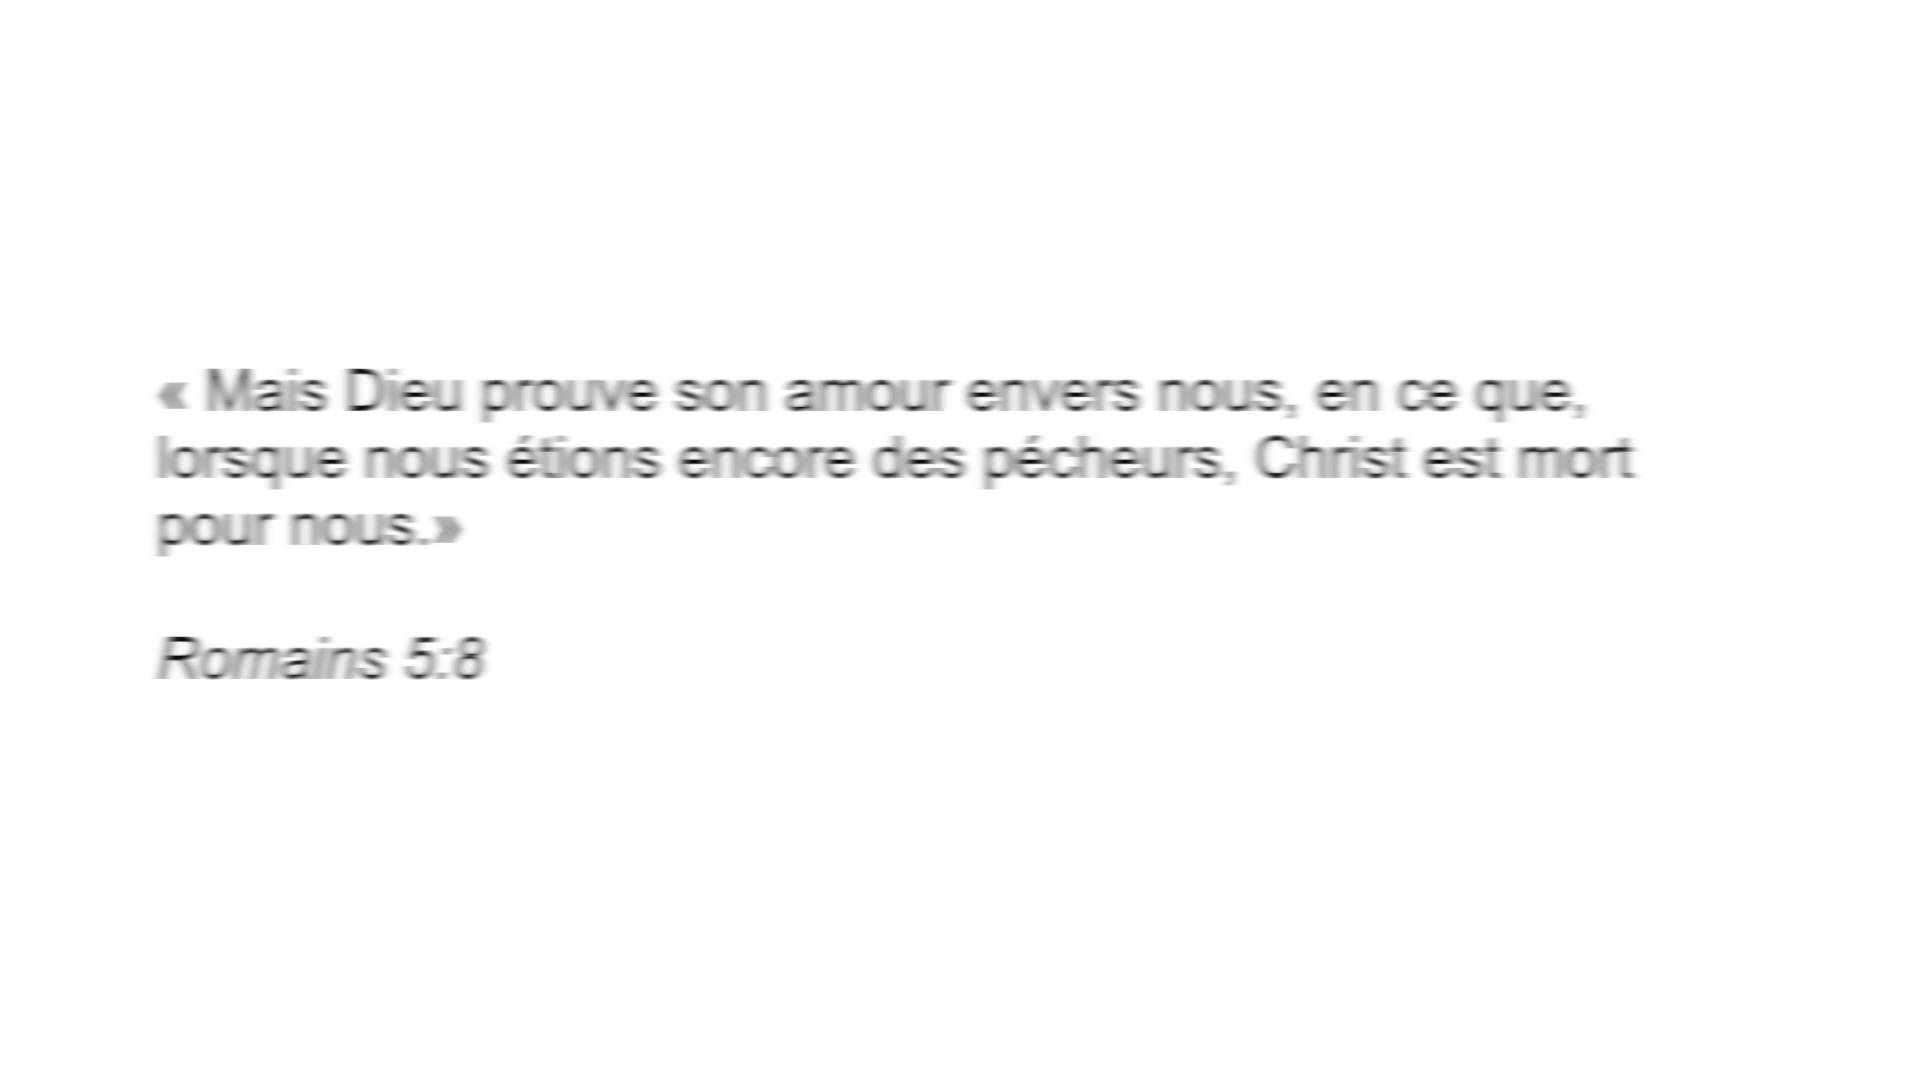 « Mais Dieu prouve son amour envers nous, en ce que,
lorsque nous étions encore des pécheurs, Christ est mort
pour nous.»
Romains 5:8